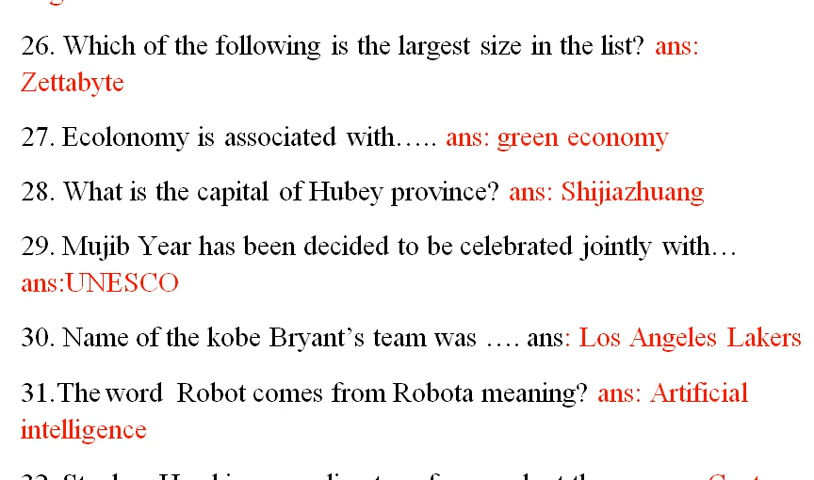 26. Which of the following is the largest size in the list? ans:
Zettabyte
27. Ecolonomy is associated with….. ans: green economy
28. What is the capital of Hubey province? ans: Shijiazhuang
29. Mujib Year has been decided to be celebrated jointly with…
ans:UNESCO
30. Name of the kobe Bryant’s team was …. ans: Los Angeles Lakers
31.The word Robot comes from Robota meaning? ans: Artificial
intelligence